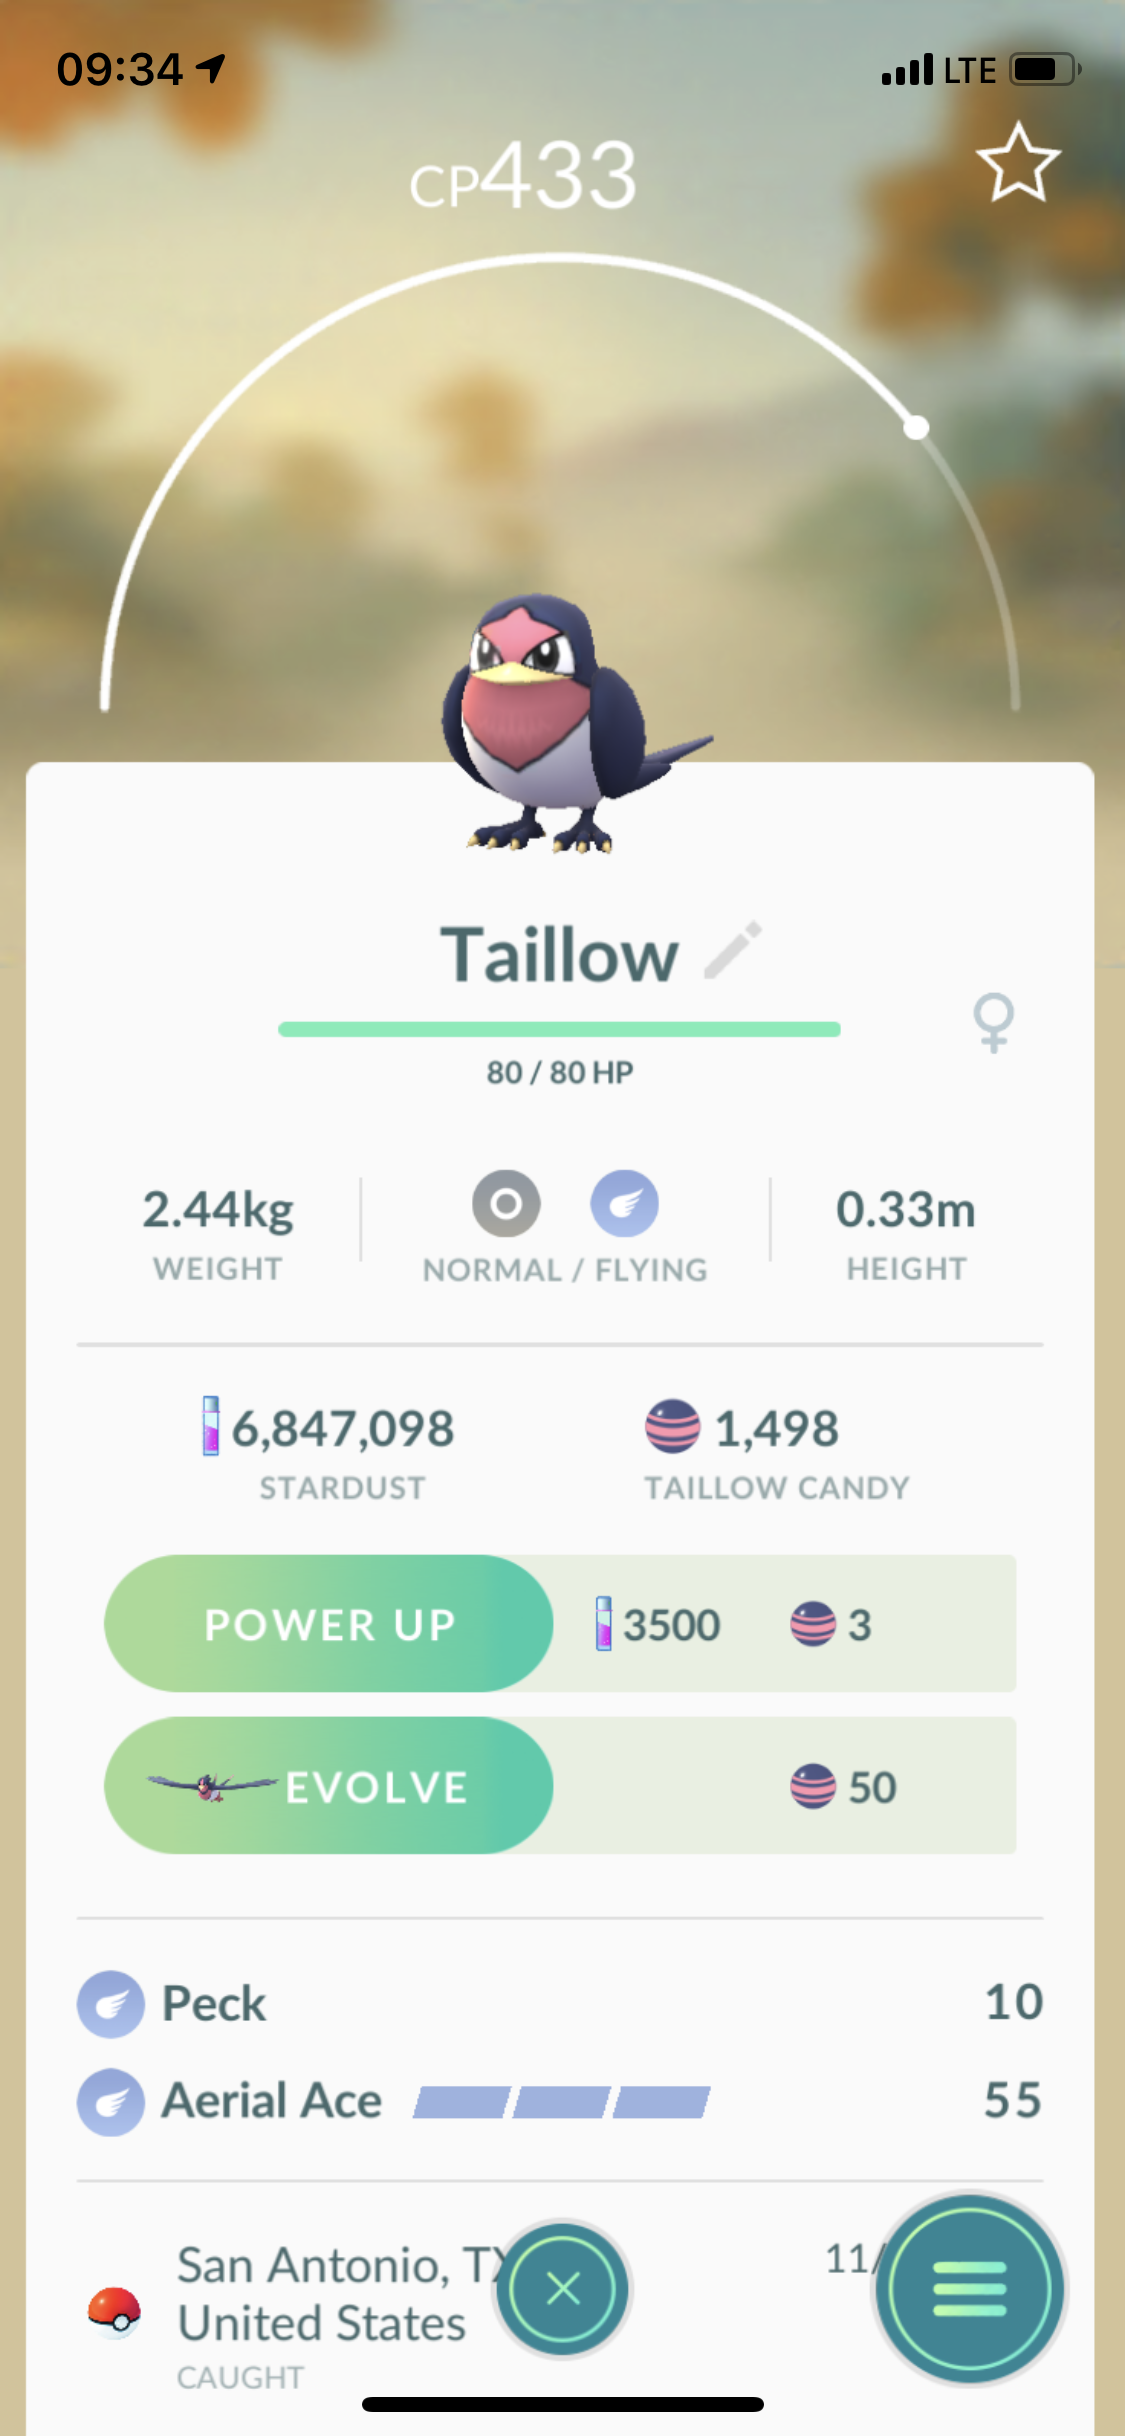 09:34
LTE
CP433
Taillow
80 / 80 HP
2.44kg
WEIGHT
NORMAL / FLYING
0.33m
HEIGHT
6,847,098
STARDUST
1,498
TAILLOW CANDY
POWER UP
3500
3
EVOLVE
50
Peck
10
Aerial Ace
55
San Antonio, TX
11/
United States
CAUGHT